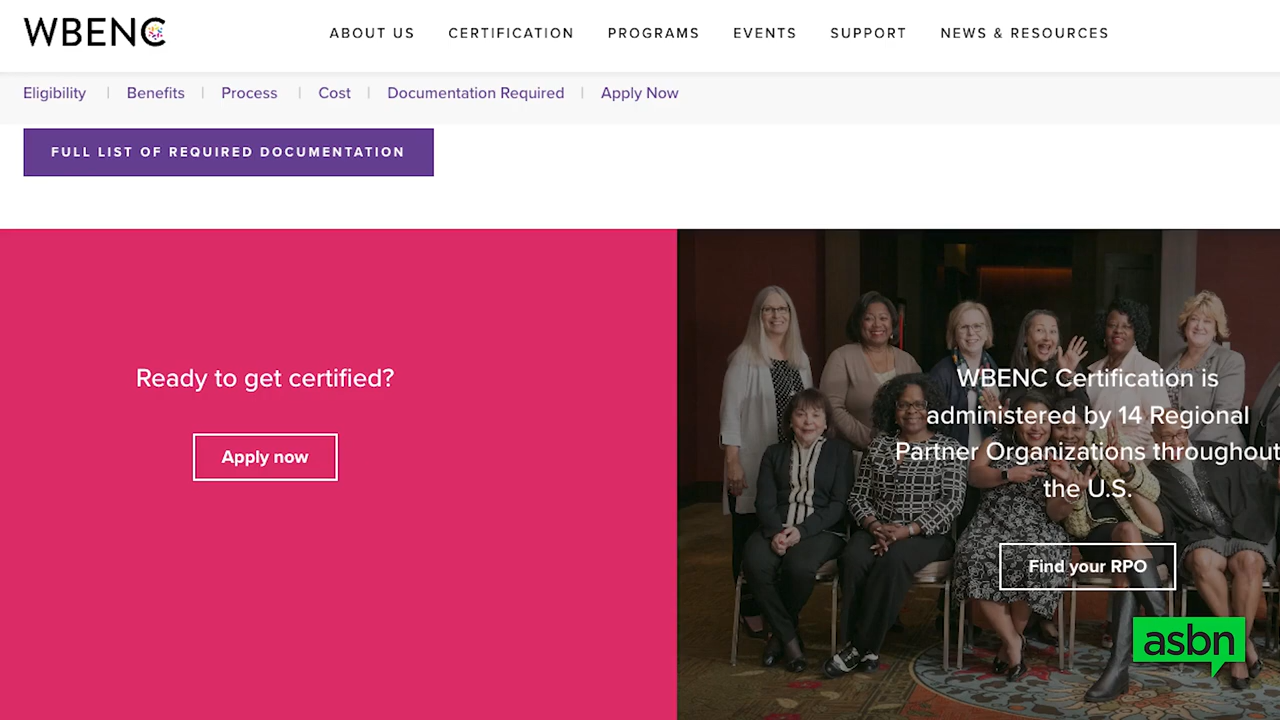 WBENC
ABOUT US CERTIFICATION PROGRAMS EVENTS SUPPORT NEWS & RESOURCES
Eligibility | Benefits | Process | Cost | Documentation Required | Apply Now
FULL LIST OF REQUIRED DOCUMENTATION
Ready to get certified?
Apply now
WBENC Certification is
administered by 14 Regional
Partner Organizations throughout
the U.S.
Find your RPO
asbn